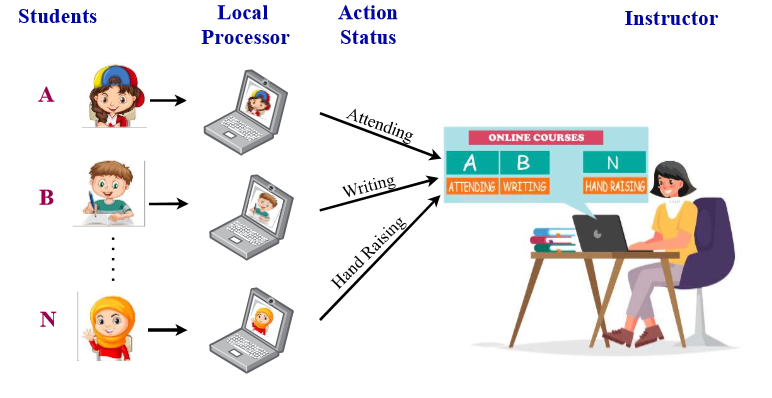 Students
Local
Processor
Action
Status
Instructor
A
Attending
B
Writing
N
Hand Raising
ONLINE COURSES
A B N
ATTENDING WRITING HAND RAISING